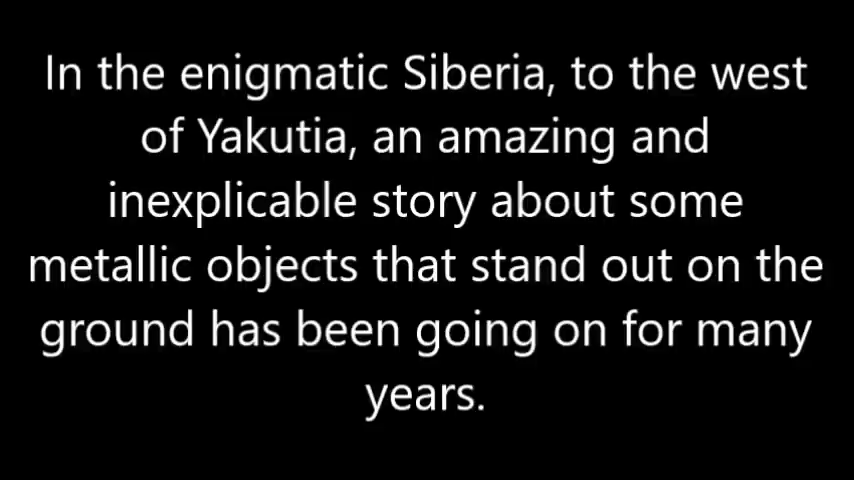 In the enigmatic Siberia, to the west
of Yakutia, an amazing and
inexplicable story about some
metallic objects that stand out on the
ground has been going on for many
years.